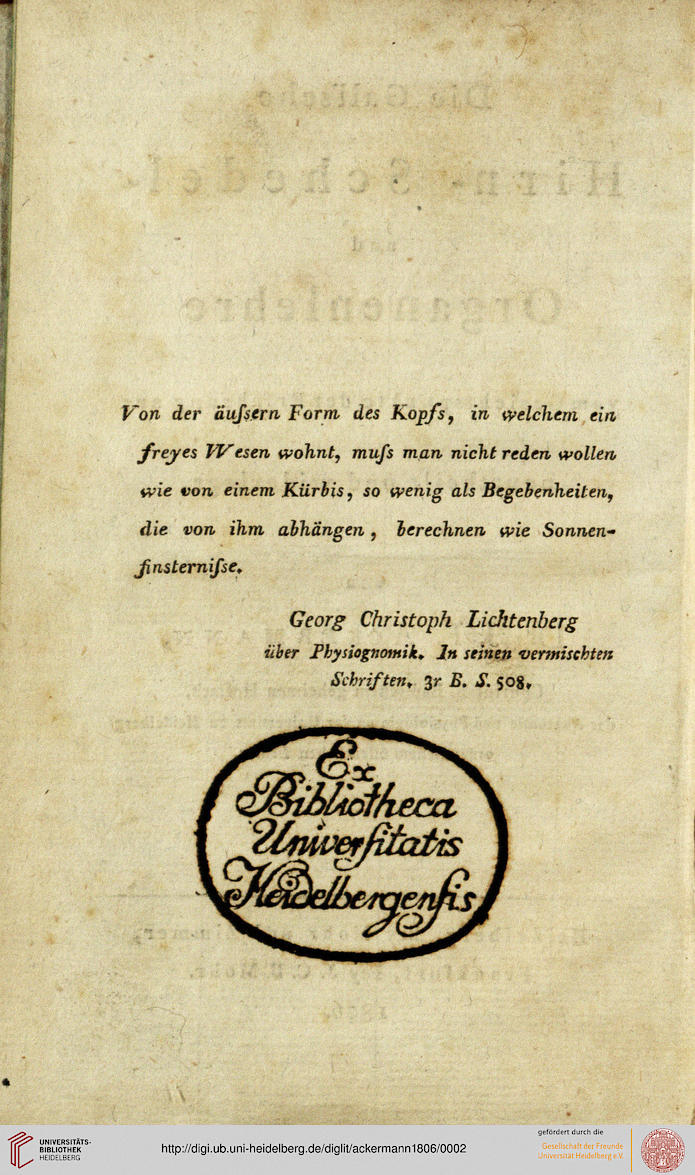 Von der äuſsern Form des Kopfs, in welchem ein
freyes Wesen wohnt, muſs man nicht reden wollen
wie von einem Kürbis, so wenig als Begebenheiten,
die von ihm abhängen, berechnen wie Sonnen-
finsterniſse.
Georg Christoph Lichtenberg
über Physiognomik. In seinen vermischten
Schriften. 3r B. S. 508.
Ex
Bibliotheca
Univerſitatis
Heidelbergenſis
UNIVERSITÄTS-
BIBLIOTHEK
HEIDELBERG
http://digi.ub.uni-heidelberg.de/diglit/ackermann1806/0002
gefördert durch die
Gesellschaft der Freunde
Universität Heidelberg e.V.